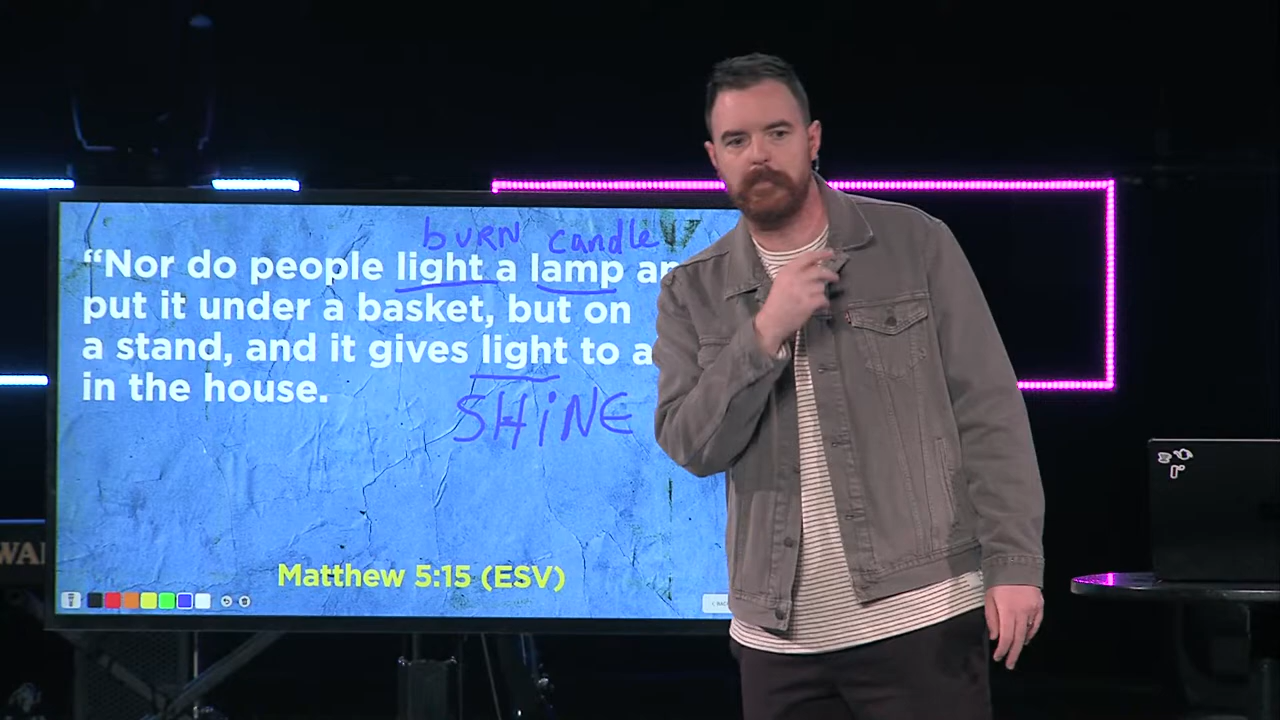 bURN candle
“Nor do people light a lamp an
put it under a basket, but on
a stand, and it gives light to a
in the house.
SHiNE
Matthew 5:15 (ESV)
WA